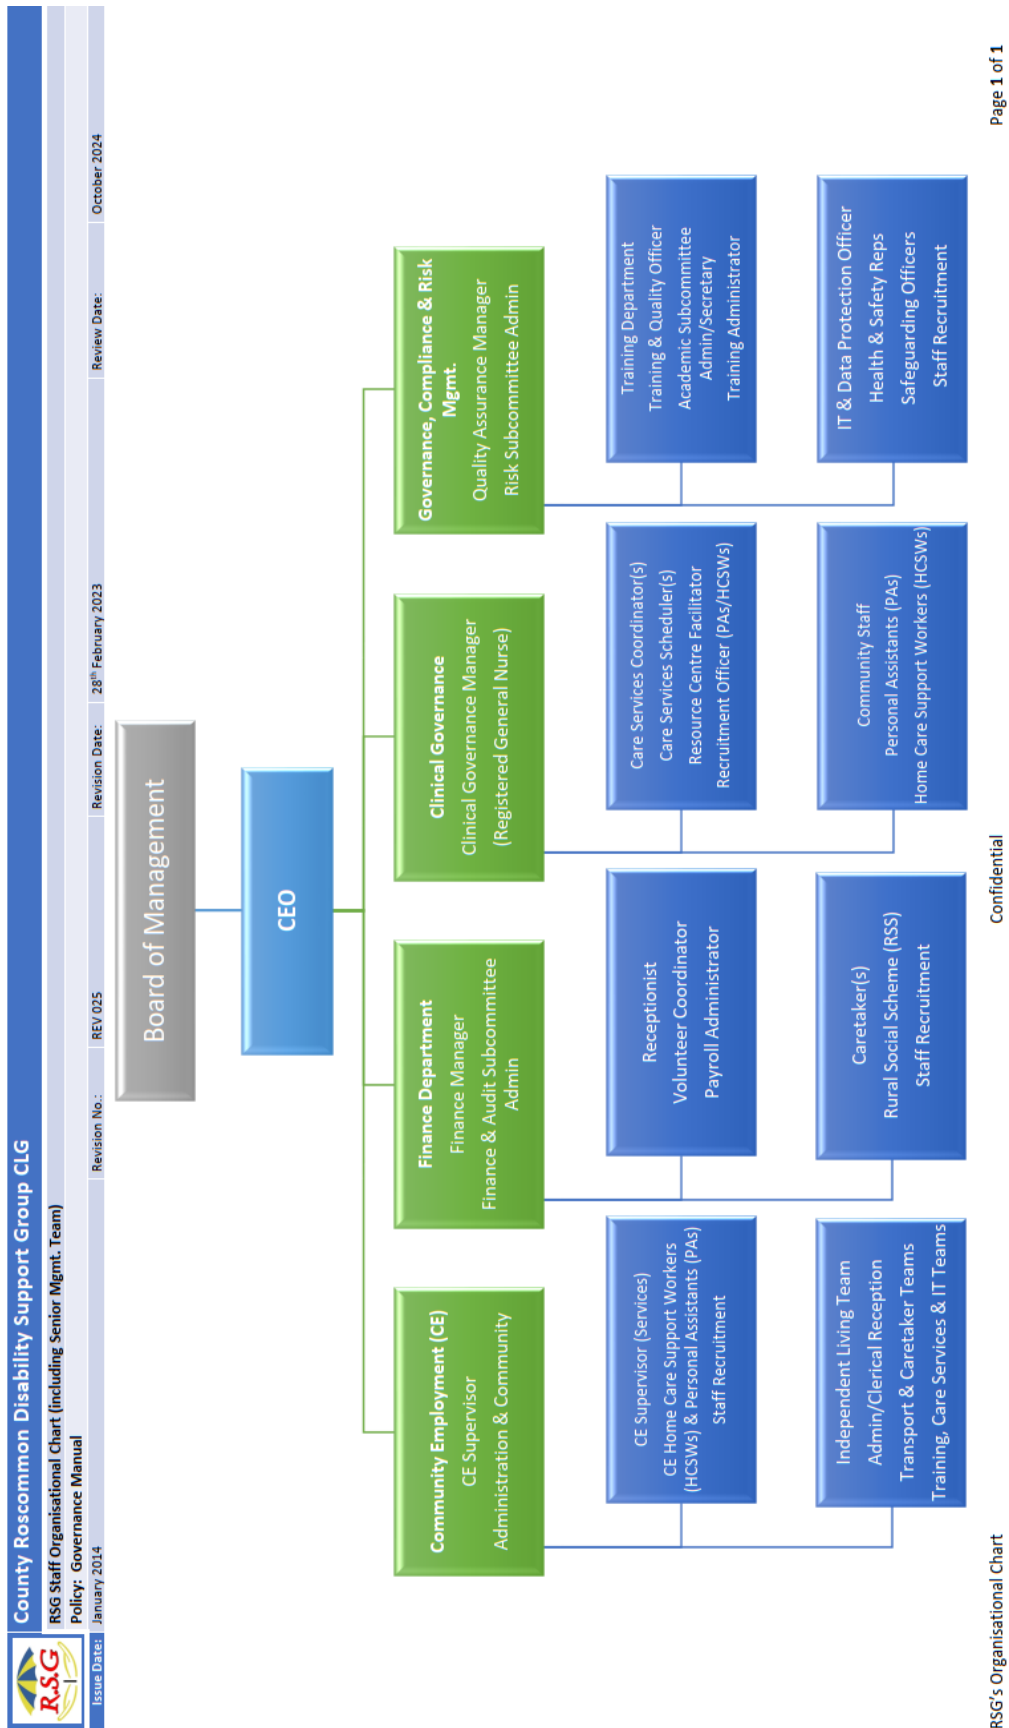 R.S.G
County Roscommon Disability Support Group CLG
RSG Staff Organisational Chart (including Senior Mgmt. Team)
Policy: Governance Manual
Issue Date: January 2014 Revision No.: REV 025 Revision Date: 28th February 2023 Review Date: October 2024
Board of Management
CEO
Community Employment (CE)
CE Supervisor
Administration & Community
Finance Department
Finance Manager
Finance & Audit Subcommittee
Admin
Clinical Governance
Clinical Governance Manager
(Registered General Nurse)
Governance, Compliance & Risk
Mgmt.
Quality Assurance Manager
Risk Subcommittee Admin
CE Supervisor (Services)
CE Home Care Support Workers
(HCSWs) & Personal Assistants (PAs)
Staff Recruitment
Receptionist
Volunteer Coordinator
Payroll Administrator
Care Services Coordinator(s)
Care Services Scheduler(s)
Resource Centre Facilitator
Recruitment Officer (PAs/HCSWs)
Training Department
Training & Quality Officer
Academic Subcommittee
Admin/Secretary
Training Administrator
Independent Living Team
Admin/Clerical Reception
Transport & Caretaker Teams
Training, Care Services & IT Teams
Caretaker(s)
Rural Social Scheme (RSS)
Staff Recruitment
Community Staff
Personal Assistants (PAs)
Home Care Support Workers (HCSWs)
IT & Data Protection Officer
Health & Safety Reps
Safeguarding Officers
Staff Recruitment
RSG's Organisational Chart Confidential Page 1 of 1